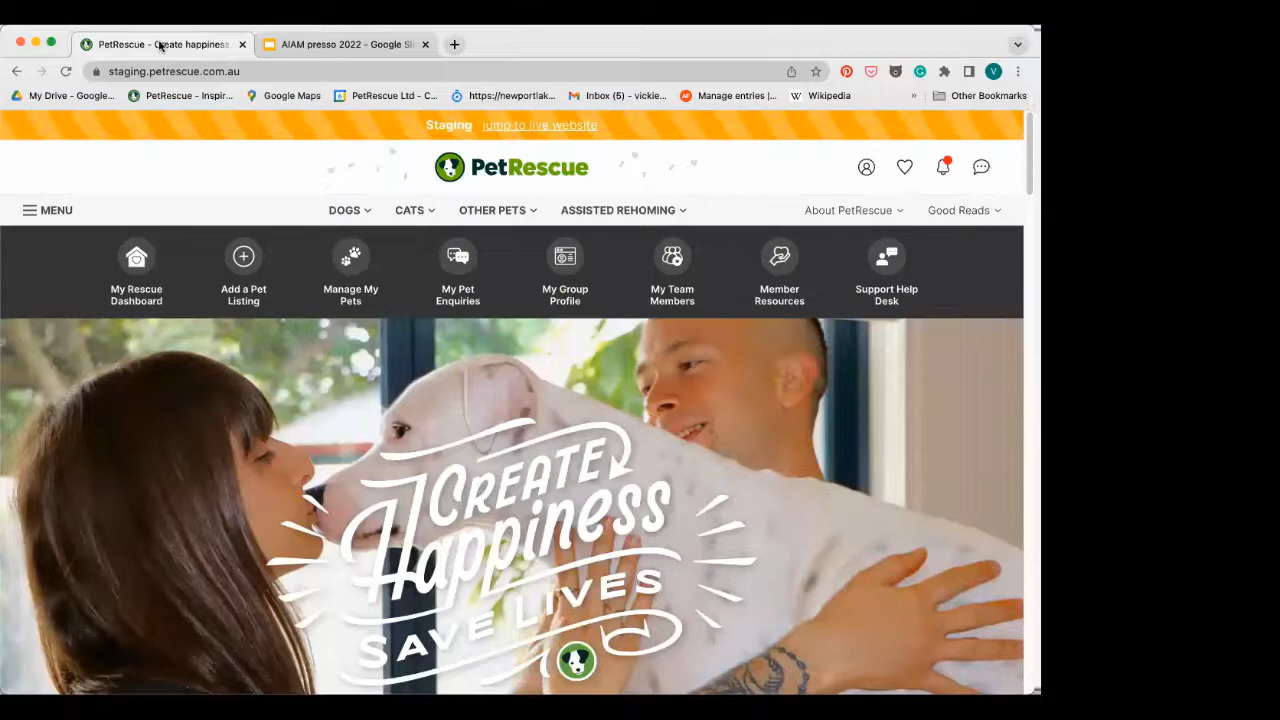 PetRescue - Create happiness
AIAM presso 2022 - Google Sli
staging.petrescue.com.au
My Drive - Google...
PetRescue - Inspir...
Google Maps
PetRescue Ltd - C...
https://newportlak...
Inbox (5) - vickie...
Manage entries |...
Wikipedia
Other Bookmarks
Staging jump to live website
PetRescue
MENU
DOGS
CATS
OTHER PETS
ASSISTED REHOMING
About PetRescue
Good Reads
My Rescue
Dashboard
Add a Pet
Listing
Manage My
Pets
My Pet
Enquiries
My Group
Profile
My Team
Members
Member
Resources
Support Help
Desk
CREATE
Happiness
SAVE LIVES